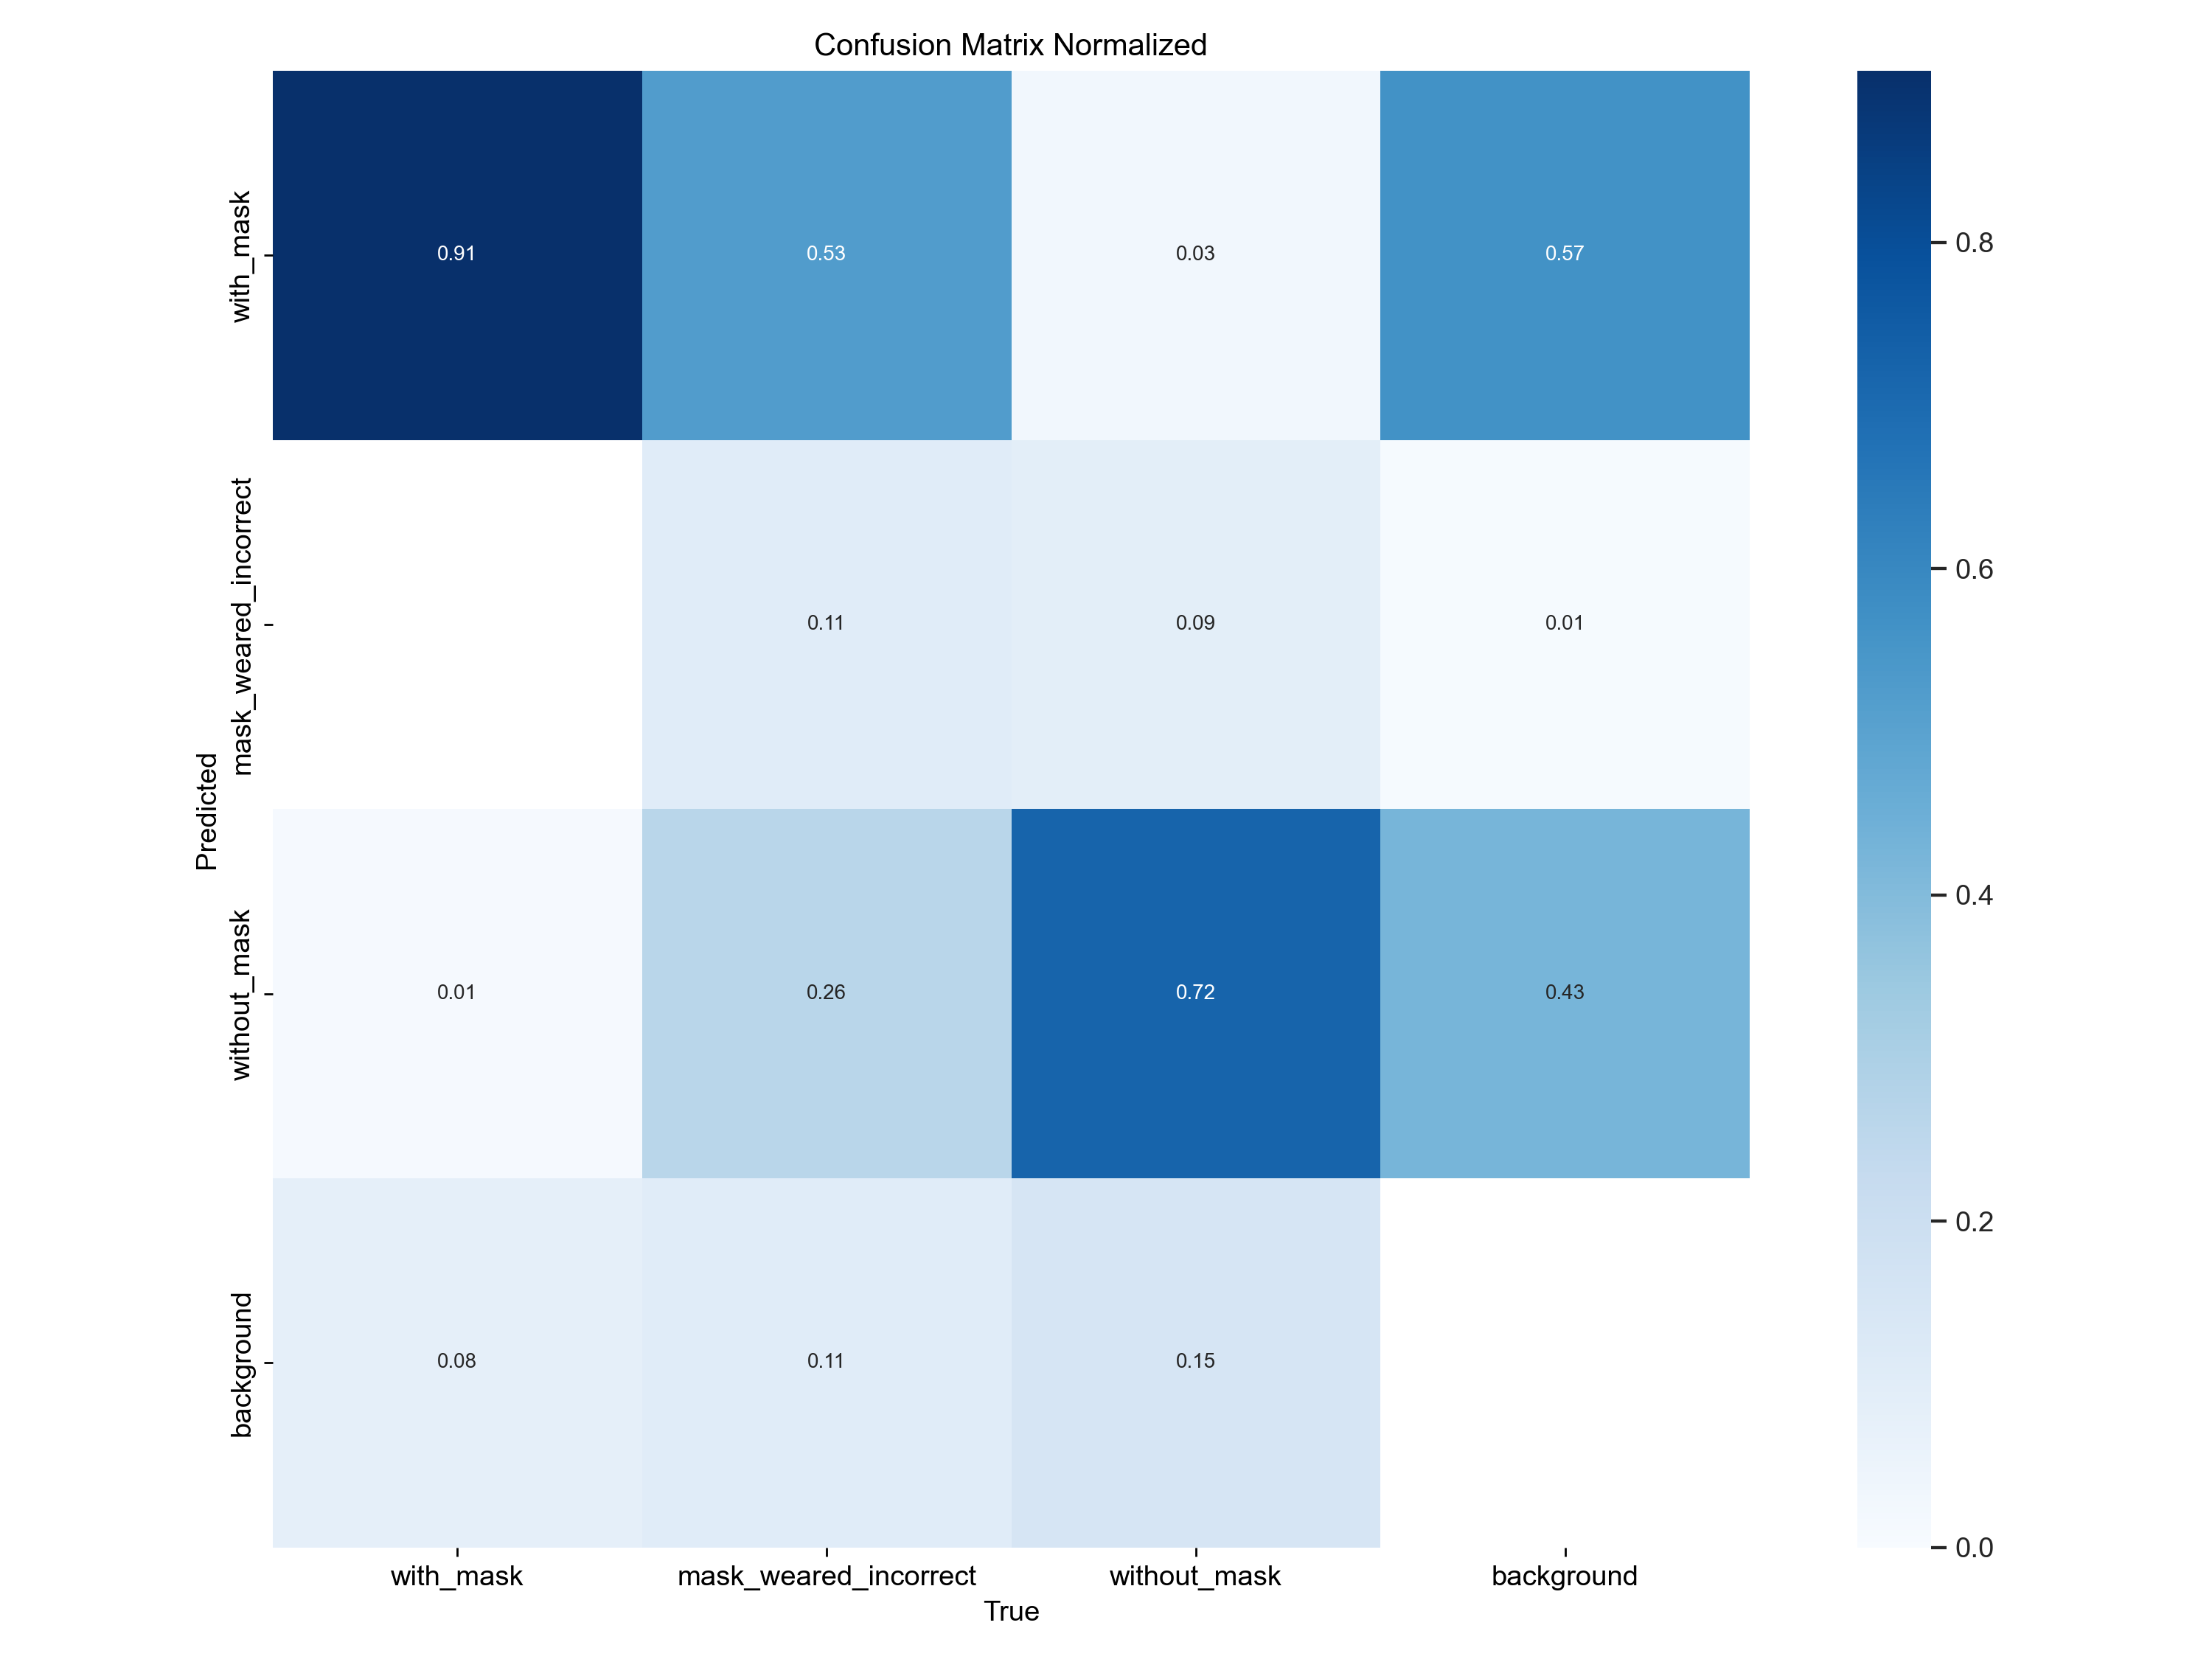 Confusion Matrix Normalized
Predicted
with_mask
0.91 0.53 0.03 0.57
mask_weared_incorrect
0.11 0.09 0.01
without_mask
0.01 0.26 0.72 0.43
background
0.08 0.11 0.15
with_mask mask_weared_incorrect without_mask background
True
0.8
0.6
0.4
0.2
0.0